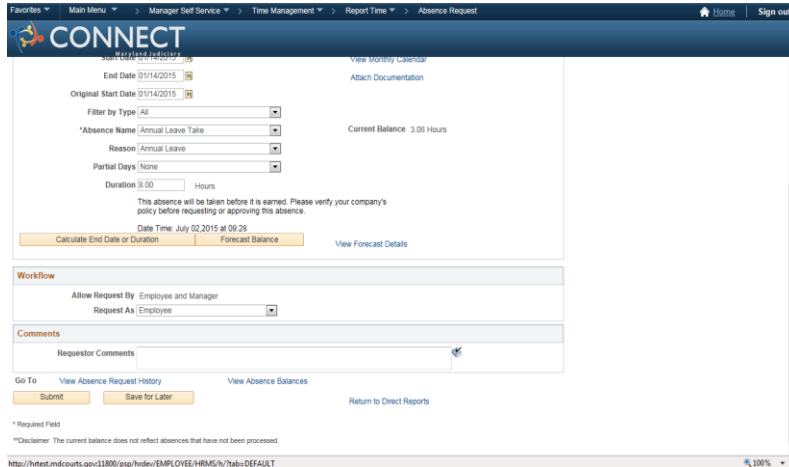 Favorites Main Menu > Manager Self Service > Time Management > Report Time > Absence Request Home Sign out
CONNECT
Maryland Judiciary
Start Date 01/14/2015 View Monthly Calendar
End Date 01/14/2015 Attach Documentation
Original Start Date 01/14/2015
Filter by Type All
*Absence Name Annual Leave Take Current Balance 3.08 Hours
Reason Annual Leave
Partial Days None
Duration 8.00 Hours
This absence will be taken before it is earned. Please verify your company's
policy before requesting or approving this absence.
Date Time: July 02,2015 at 09:28
Calculate End Date or Duration Forecast Balance View Forecast Details
Workflow
Allow Request By Employee and Manager
Request As Employee
Comments
Requestor Comments
Go To View Absence Request History View Absence Balances
Submit Save for Later Return to Direct Reports
* Required Field
**Disclaimer The current balance does not reflect absences that have not been processed.
http://hrtest.mdcourts.gov:11800/psp/hrdev/EMPLOYEE/HRMS/h/?tab=DEFAULT 100%